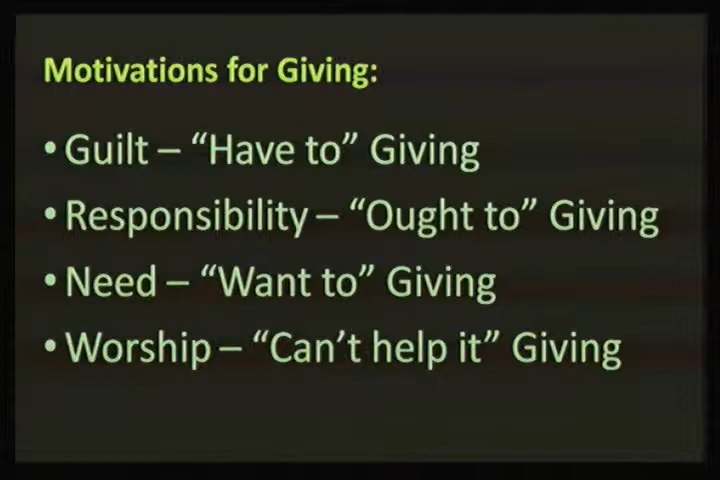 Motivations for Giving:
• Guilt – “Have to” Giving
• Responsibility – “Ought to” Giving
• Need – “Want to” Giving
• Worship – “Can’t help it” Giving